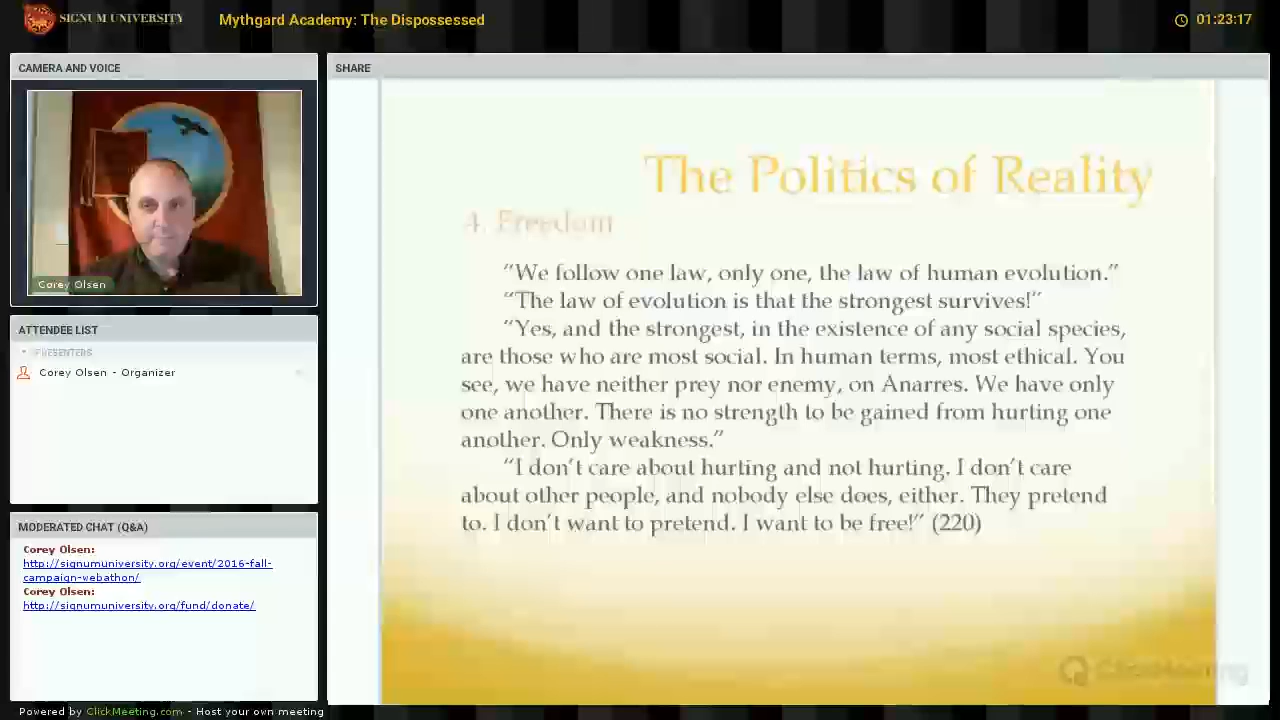 SIGNUM UNIVERSITY
Mythgard Academy: The Dispossessed
01:23:17
CAMERA AND VOICE
Corey Olsen
ATTENDEE LIST
PRESENTERS
Corey Olsen - Organizer
MODERATED CHAT (Q&A)
Corey Olsen:
http://signumuniversity.org/event/2016-fall-
campaign-webathon/
Corey Olsen:
http://signumuniversity.org/fund/donate/
SHARE
The Politics of Reality
4. Freedom
“We follow one law, only one, the law of human evolution.”
“The law of evolution is that the strongest survives!”
“Yes, and the strongest, in the existence of any social species,
are those who are most social. In human terms, most ethical. You
see, we have neither prey nor enemy, on Anarres. We have only
one another. There is no strength to be gained from hurting one
another. Only weakness.”
“I don’t care about hurting and not hurting. I don’t care
about other people, and nobody else does, either. They pretend
to. I don’t want to pretend. I want to be free!” (220)
ClickMeeting
Powered by ClickMeeting.com - Host your own meeting